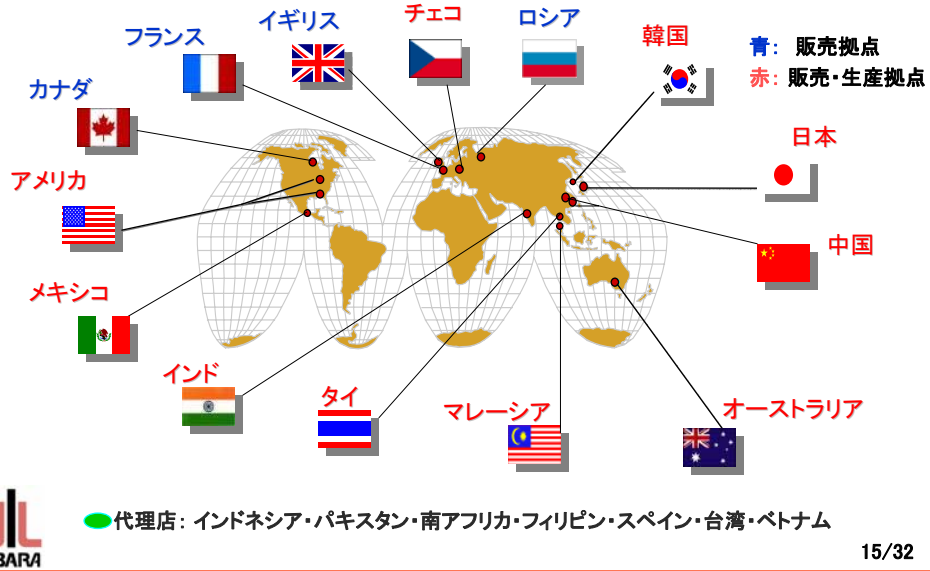 チェコ
ロシア
イギリス
フランス
韓国
青： 販売拠点
赤： 販売・生産拠点
カナダ
日本
アメリカ
中国
メキシコ
インド
タイ
マレーシア
オーストラリア
代理店： インドネシア・パキスタン・南アフリカ・フィリピン・スペイン・台湾・ベトナム
BARA
15/32